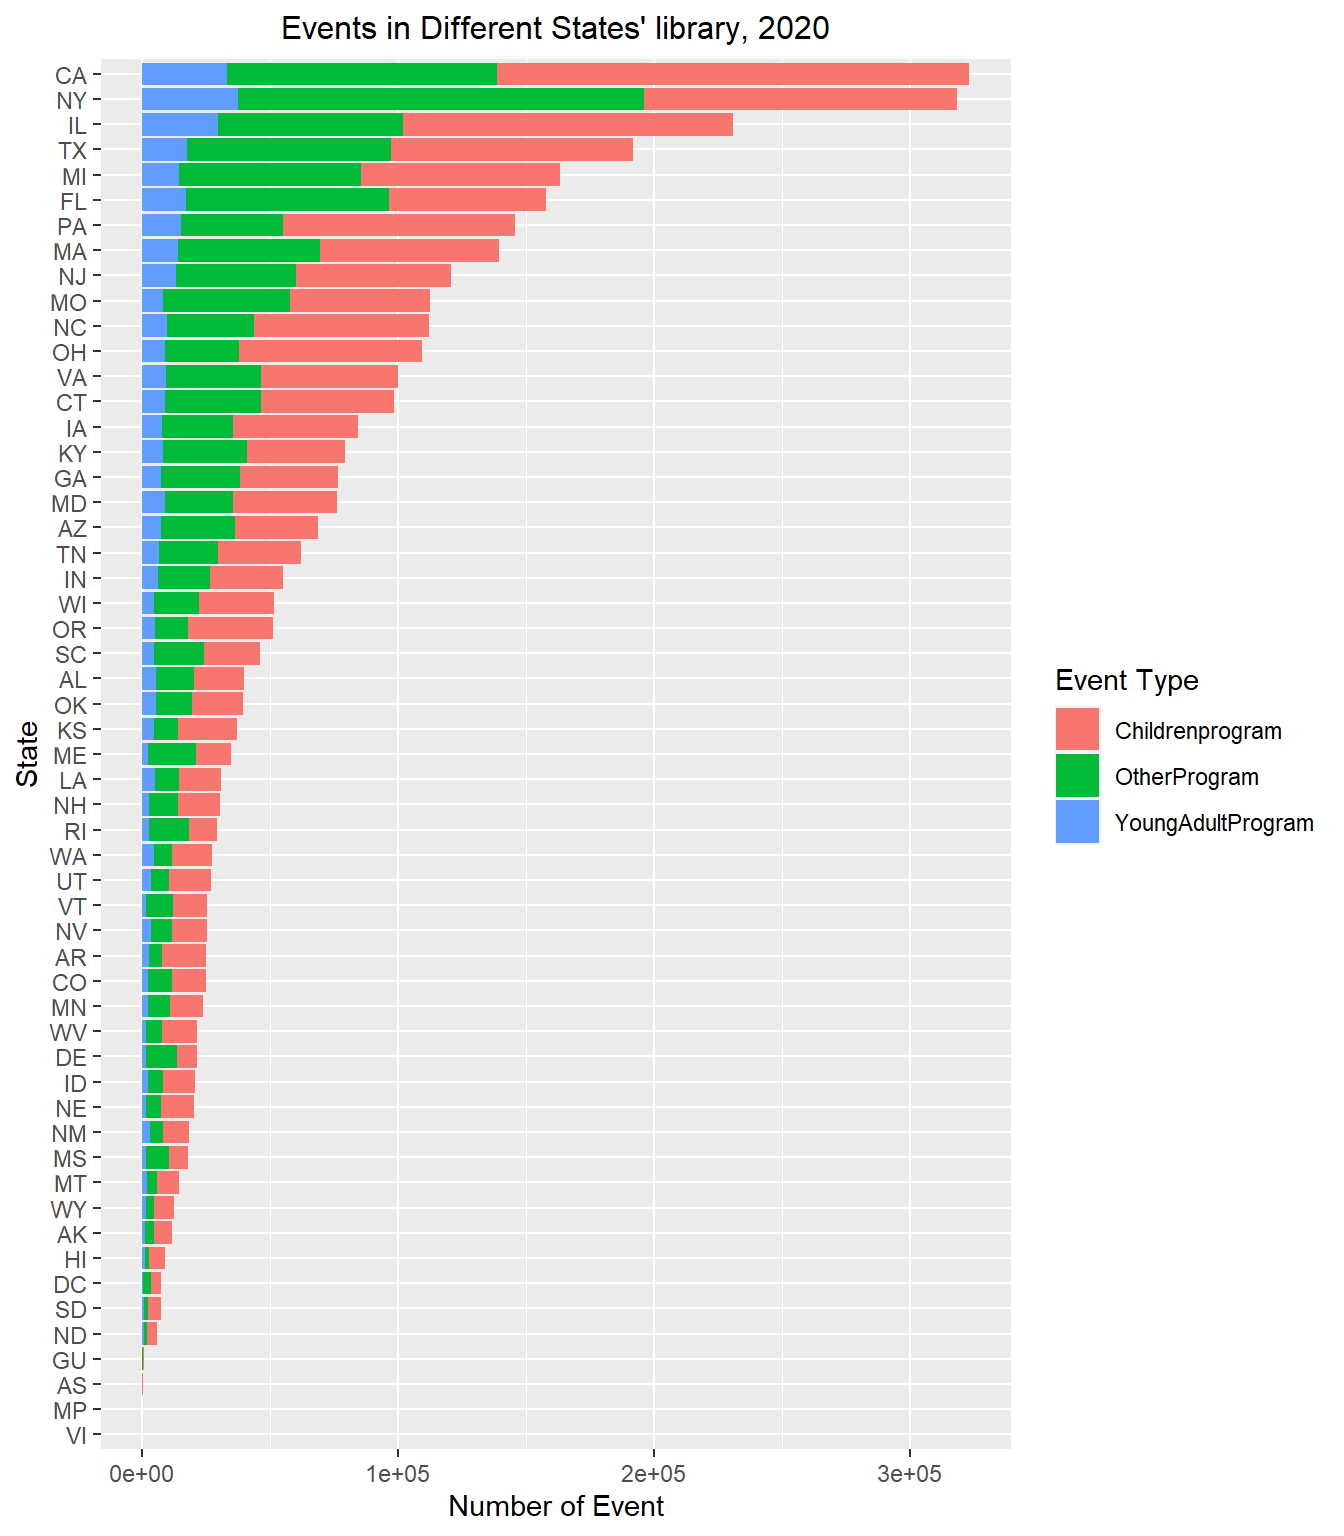 Events in Different States' library, 2020
CA
NY
IL
TX
MI
FL
PA
MA
NJ
MO
NC
OH
VA
CT
IA
KY
GA
MD
AZ
TN
IN
WI
OR
SC
AL
OK
KS
ME
LA
NH
RI
WA
UT
VT
NV
AR
CO
MN
WV
DE
ID
NE
NM
MS
MT
WY
AK
HI
DC
SD
ND
GU
AS
MP
VI
State
0e+00 1e+05 2e+05 3e+05
Number of Event
Event Type
Childrenprogram
OtherProgram
YoungAdultProgram